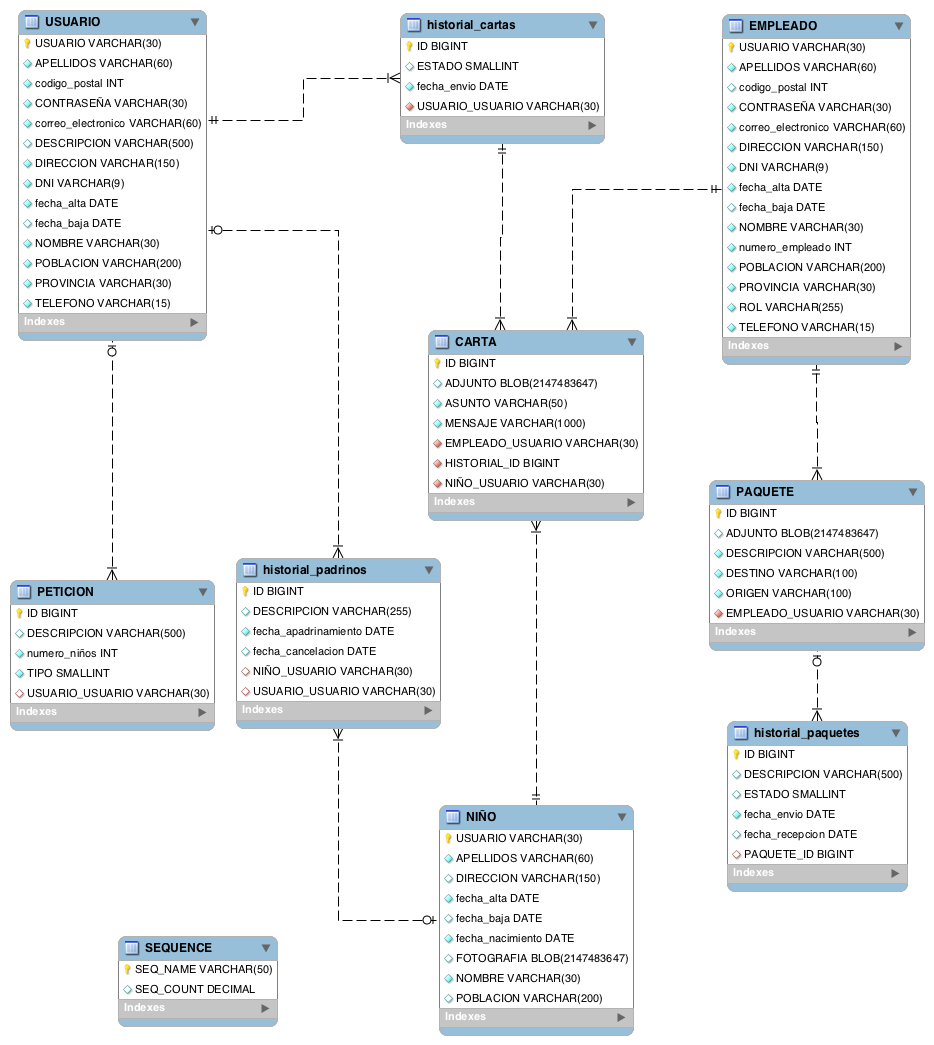 USUARIO
USUARIO VARCHAR(30)
APELLIDOS VARCHAR(60)
codigo_postal INT
CONTRASEÑA VARCHAR(30)
correo_electronico VARCHAR(60)
DESCRIPCION VARCHAR(500)
DIRECCION VARCHAR(150)
DNI VARCHAR(9)
fecha_alta DATE
fecha_baja DATE
NOMBRE VARCHAR(30)
POBLACION VARCHAR(200)
PROVINCIA VARCHAR(30)
TELEFONO VARCHAR(15)
Indexes
historial_cartas
ID BIGINT
ESTADO SMALLINT
fecha_envio DATE
USUARIO_USUARIO VARCHAR(30)
Indexes
EMPLEADO
USUARIO VARCHAR(30)
APELLIDOS VARCHAR(60)
codigo_postal INT
CONTRASEÑA VARCHAR(30)
correo_electronico VARCHAR(60)
DIRECCION VARCHAR(150)
DNI VARCHAR(9)
fecha_alta DATE
fecha_baja DATE
NOMBRE VARCHAR(30)
numero_empleado INT
POBLACION VARCHAR(200)
PROVINCIA VARCHAR(30)
ROL VARCHAR(255)
TELEFONO VARCHAR(15)
Indexes
CARTA
ID BIGINT
ADJUNTO BLOB(2147483647)
ASUNTO VARCHAR(50)
MENSAJE VARCHAR(1000)
EMPLEADO_USUARIO VARCHAR(30)
HISTORIAL_ID BIGINT
NIÑO_USUARIO VARCHAR(30)
Indexes
PAQUETE
ID BIGINT
ADJUNTO BLOB(2147483647)
DESCRIPCION VARCHAR(500)
DESTINO VARCHAR(100)
ORIGEN VARCHAR(100)
EMPLEADO_USUARIO VARCHAR(30)
Indexes
PETICION
ID BIGINT
DESCRIPCION VARCHAR(500)
numero_niños INT
TIPO SMALLINT
USUARIO_USUARIO VARCHAR(30)
Indexes
historial_padrinos
ID BIGINT
DESCRIPCION VARCHAR(255)
fecha_apadrinamiento DATE
fecha_cancelacion DATE
NIÑO_USUARIO VARCHAR(30)
USUARIO_USUARIO VARCHAR(30)
Indexes
historial_paquetes
ID BIGINT
DESCRIPCION VARCHAR(500)
ESTADO SMALLINT
fecha_envio DATE
fecha_recepcion DATE
PAQUETE_ID BIGINT
Indexes
NIÑO
USUARIO VARCHAR(30)
APELLIDOS VARCHAR(60)
DIRECCION VARCHAR(150)
fecha_alta DATE
fecha_baja DATE
fecha_nacimiento DATE
FOTOGRAFIA BLOB(2147483647)
NOMBRE VARCHAR(30)
POBLACION VARCHAR(200)
Indexes
SEQUENCE
SEQ_NAME VARCHAR(50)
SEQ_COUNT DECIMAL
Indexes